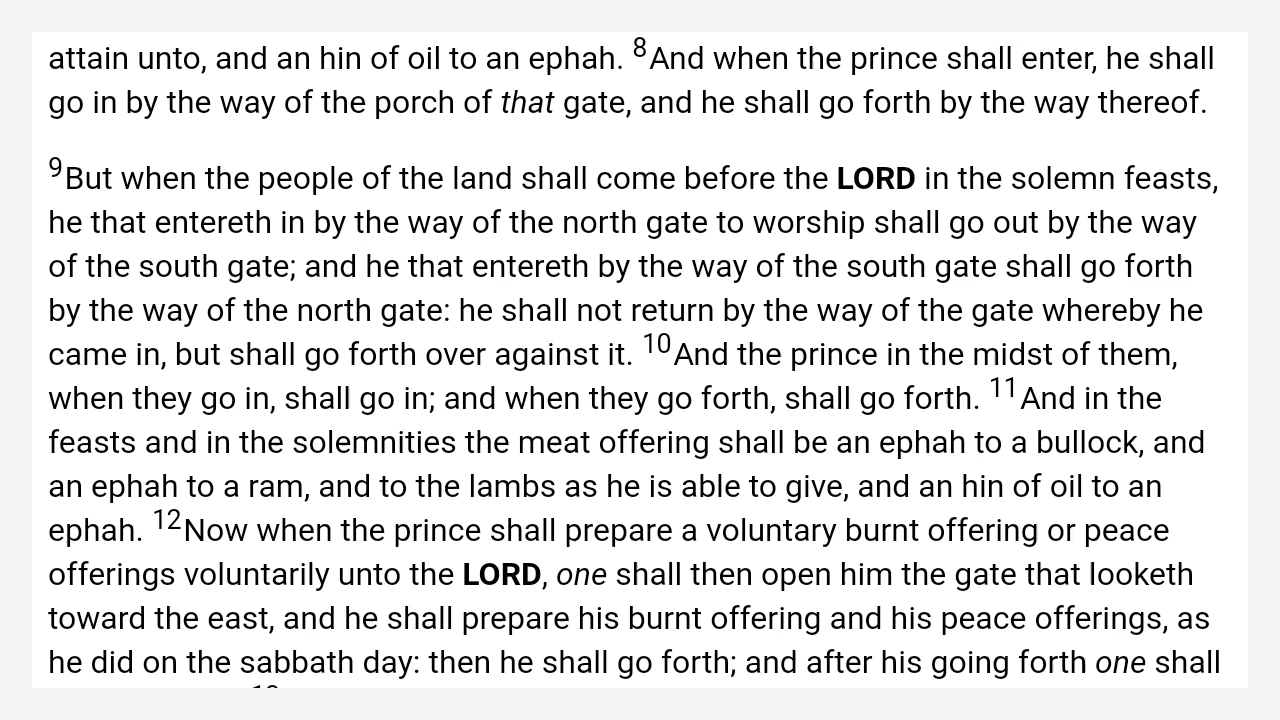 attain unto, and an hin of oil to an ephah. 8And when the prince shall enter, he shall
go in by the way of the porch of that gate, and he shall go forth by the way thereof.
9But when the people of the land shall come before the LORD in the solemn feasts,
he that entereth in by the way of the north gate to worship shall go out by the way
of the south gate; and he that entereth by the way of the south gate shall go forth
by the way of the north gate: he shall not return by the way of the gate whereby he
came in, but shall go forth over against it. 10And the prince in the midst of them,
when they go in, shall go in; and when they go forth, shall go forth. 11And in the
feasts and in the solemnities the meat offering shall be an ephah to a bullock, and
an ephah to a ram, and to the lambs as he is able to give, and an hin of oil to an
ephah. 12Now when the prince shall prepare a voluntary burnt offering or peace
offerings voluntarily unto the LORD, one shall then open him the gate that looketh
toward the east, and he shall prepare his burnt offering and his peace offerings, as
he did on the sabbath day: then he shall go forth; and after his going forth one shall